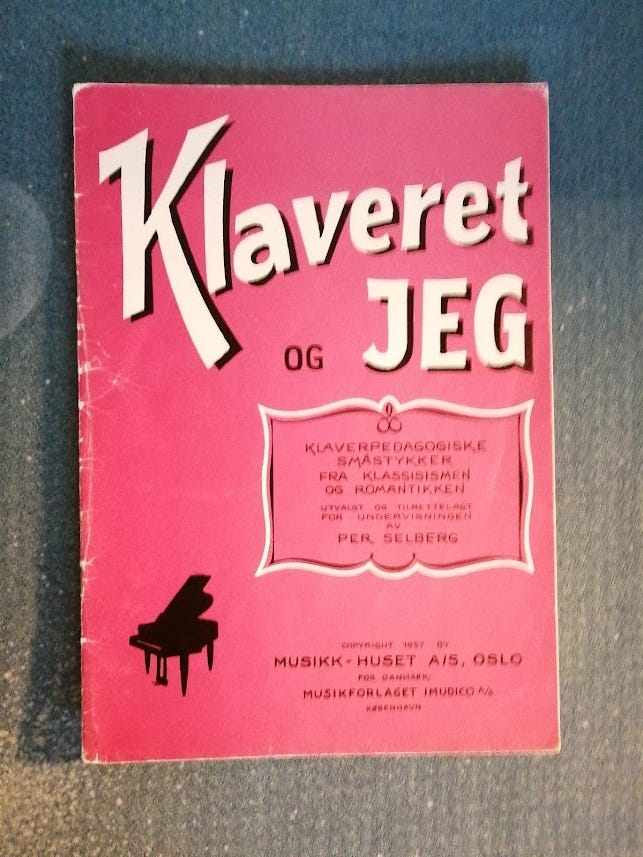 Klaveret
OG JEG
KLAVERPEDAGOGISKE
SMÅSTYKKER
FRA KLASSISISMEN
OG ROMANTIKKEN
UTVALGT OG TILRETTELAGT
FOR UNDERVISNINGEN
AV
PER SELBERG
COPYRIGHT 1957 BY
MUSIKK-HUSET A/S, OSLO
FOR DANMARK:
MUSIKFORLAGET IMUDICO A/S
KØBENHAVN